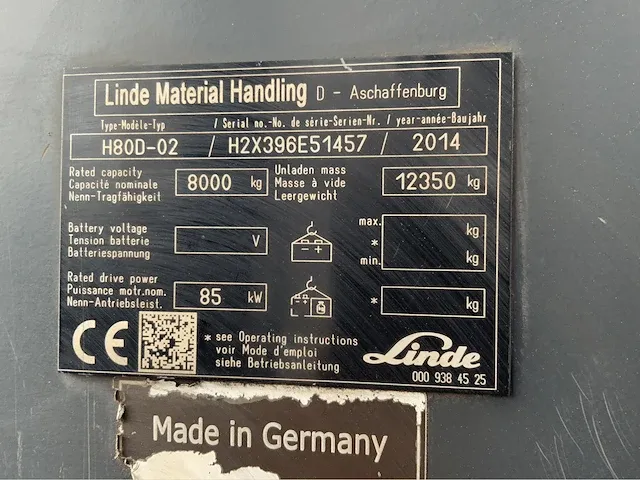 Linde Material Handling D - Aschaffenburg
Type-Modèle-Typ / Serial no.-No. de série-Serien-Nr. / year-année-Baujahr
H80D-02 / H2X396E51457 / 2014
Rated capacity
Capacité nominale
Nenn-Tragfähigkeit
8000 kg
Unladen mass
Masse à vide
Leergewicht
12350 kg
Battery voltage
Tension batterie
Batteriespannung
V
- +
max. kg
*
min. kg
Rated drive power
Puissance motr.nom.
Nenn-Antriebsleist.
85 kW
- +
* kg
CE
* see Operating instructions
voir Mode d'emploi
siehe Betriebsanleitung
Linde
000 938 45 25
Made in Germany